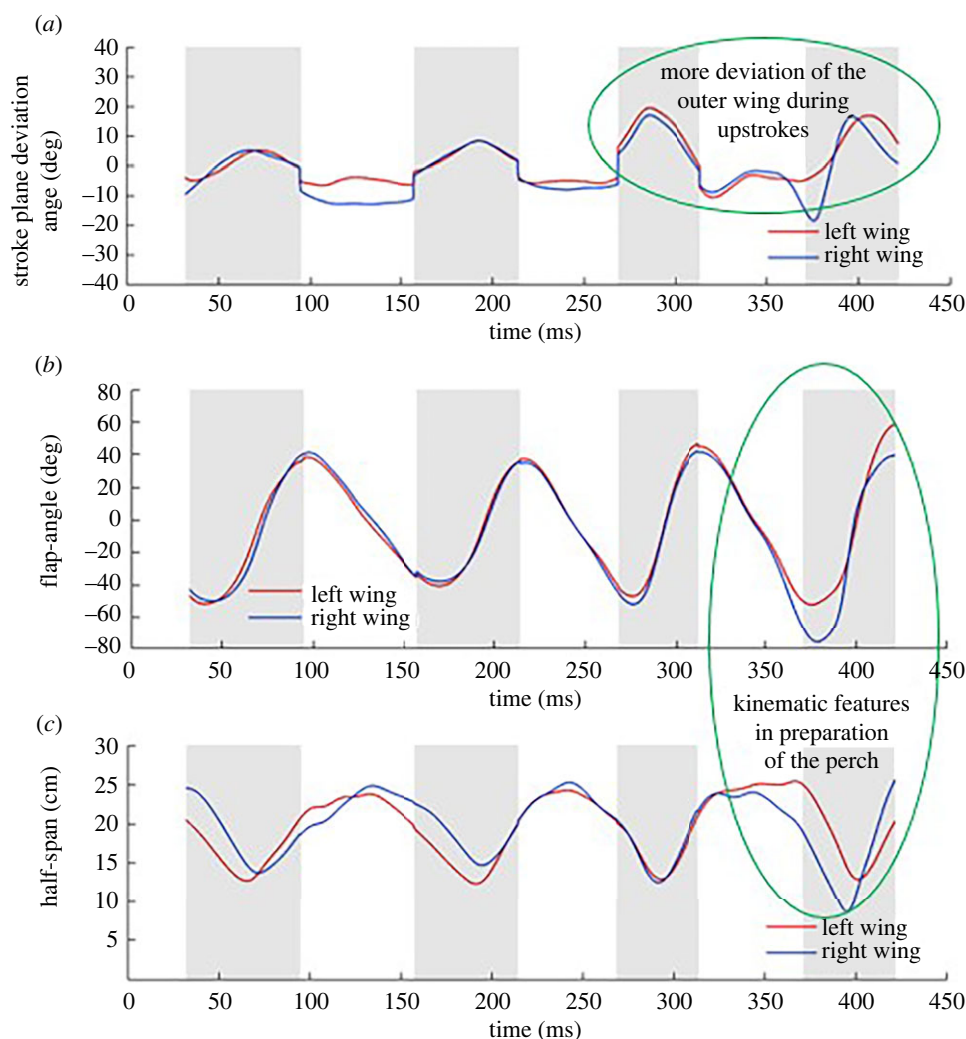 (a)
40
30
20
10
0
–10
–20
–30
–40
stroke plane deviation
ange (deg)
more deviation of the
outer wing during
upstrokes
left wing
right wing
0 50 100 150 200 250 300 350 400 450
time (ms)
(b)
80
60
40
20
0
–20
–40
–60
–80
flap-angle (deg)
left wing
right wing
0 50 100 150 200 250 300 350 400 450
time (ms)
kinematic features
in preparation
of the perch
(c)
30
25
20
15
10
5
half-span (cm)
left wing
right wing
0 50 100 150 200 250 300 350 400 450
time (ms)